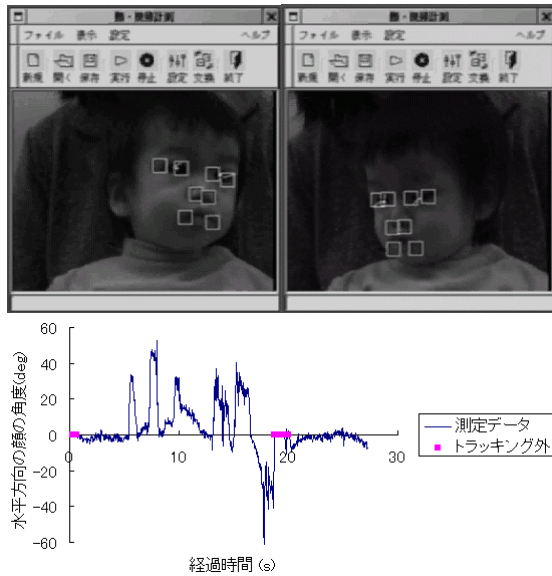 顔・視線計測
顔・視線計測
ファイル 表示 設定 ヘルプ
ファイル 表示 設定 ヘルプ
新規 開く 保存 実行 停止 設定 交換 終了
新規 開く 保存 実行 停止 設定 交換 終了
水平方向の顔の角度(deg)
60
40
20
0
-20
-40
-60
0 10 20 30
経過時間 (s)
測定データ
トラッキング外